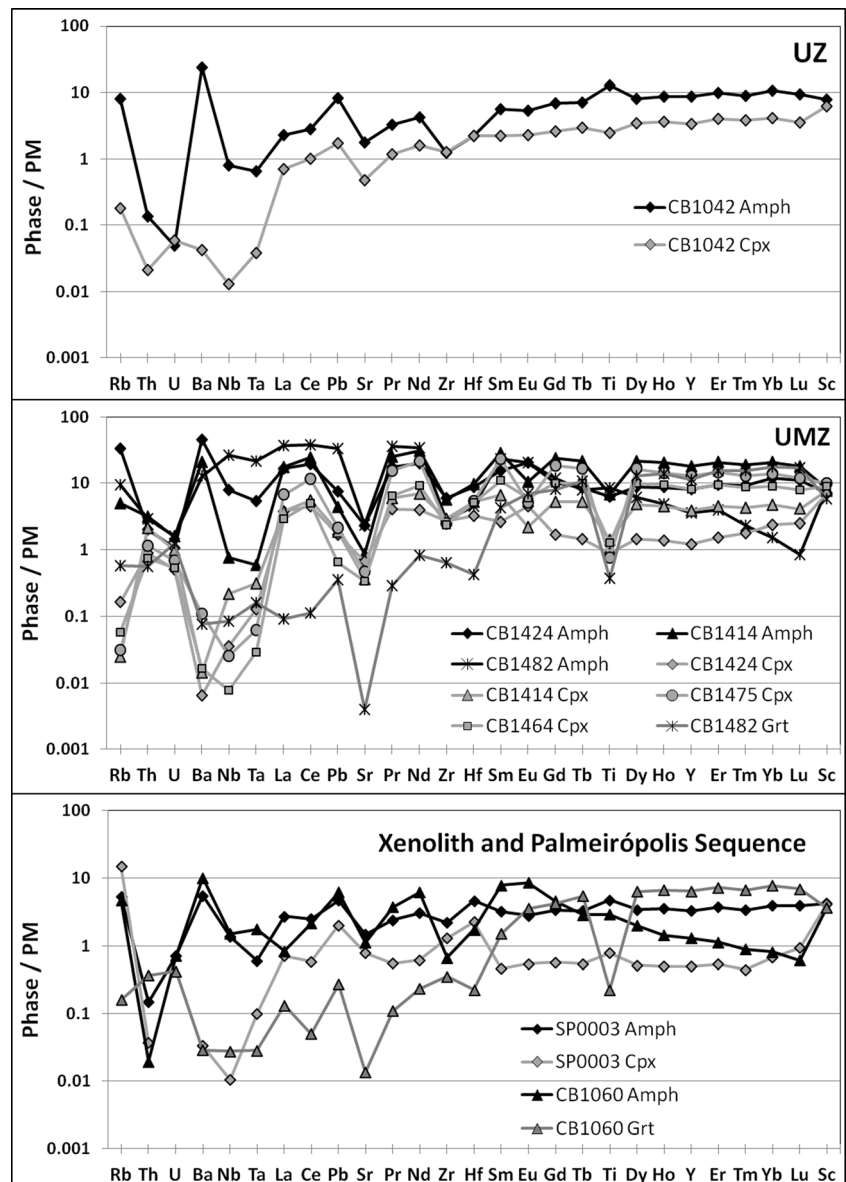 UZ
100
10
1
0.1
0.01
0.001
Phase / PM
CB1042 Amph
CB1042 Cpx
Rb Th U Ba Nb Ta La Ce Pb Sr Pr Nd Zr Hf Sm Eu Gd Tb Ti Dy Ho Y Er Tm Yb Lu Sc
UMZ
100
10
1
0.1
0.01
0.001
Phase / PM
CB1424 Amph CB1414 Amph
CB1482 Amph CB1424 Cpx
CB1414 Cpx CB1475 Cpx
CB1464 Cpx CB1482 Grt
Rb Th U Ba Nb Ta La Ce Pb Sr Pr Nd Zr Hf Sm Eu Gd Tb Ti Dy Ho Y Er Tm Yb Lu Sc
Xenolith and Palmeirópolis Sequence
100
10
1
0.1
0.01
0.001
Phase / PM
SP0003 Amph
SP0003 Cpx
CB1060 Amph
CB1060 Grt
Rb Th U Ba Nb Ta La Ce Pb Sr Pr Nd Zr Hf Sm Eu Gd Tb Ti Dy Ho Y Er Tm Yb Lu Sc